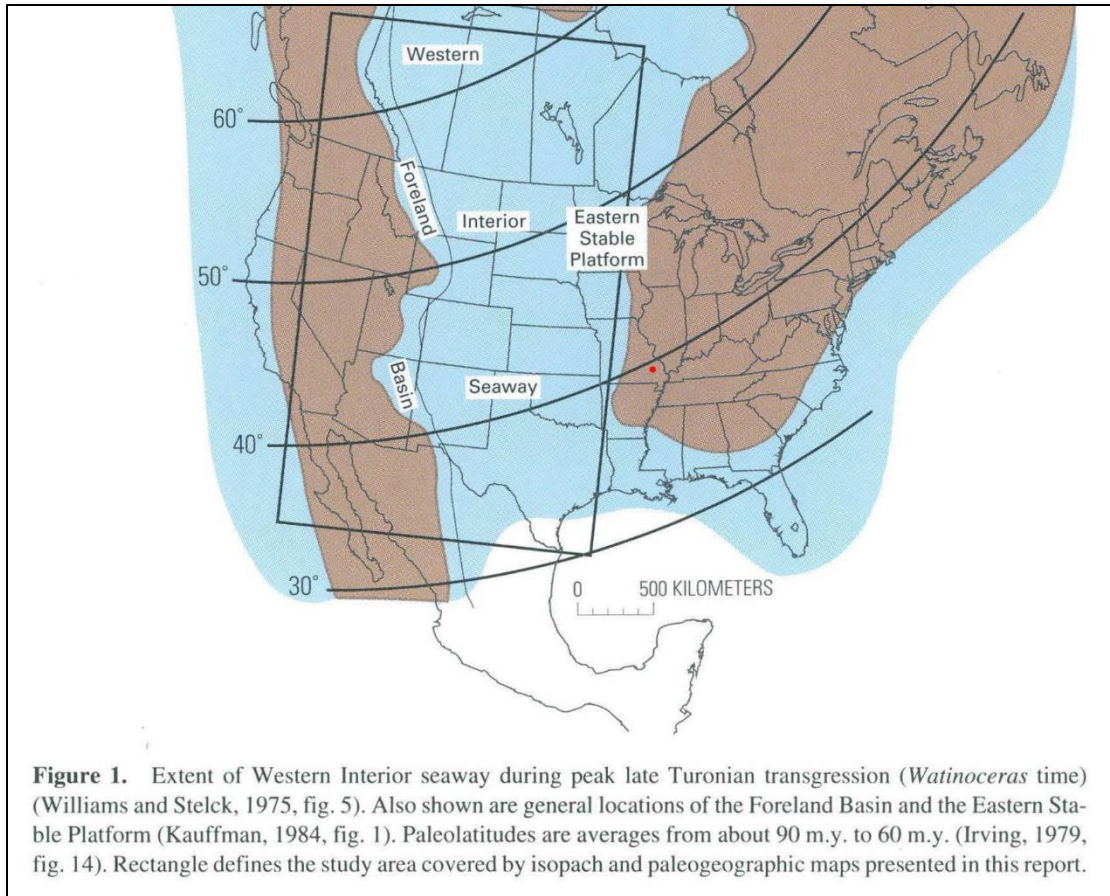 Western
60°
Foreland
Interior
Eastern
Stable
Platform
50°
Basin
Seaway
40°
30°
0 500 KILOMETERS
Figure 1. Extent of Western Interior seaway during peak late Turonian transgression (Watinoceras time)
(Williams and Stelck, 1975, fig. 5). Also shown are general locations of the Foreland Basin and the Eastern Sta-
ble Platform (Kauffman, 1984, fig. 1). Paleolatitudes are averages from about 90 m.y. to 60 m.y. (Irving, 1979,
fig. 14). Rectangle defines the study area covered by isopach and paleogeographic maps presented in this report.